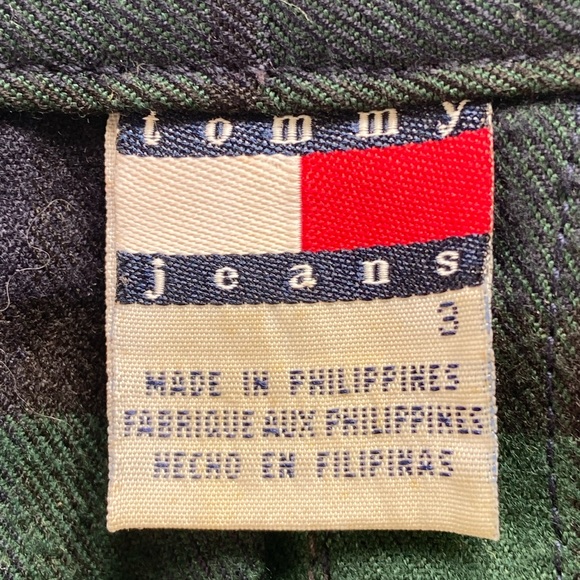 tommy
jeans
3
MADE IN PHILIPPINES
FABRIQUE AUX PHILIPPINES
HECHO EN FILIPINAS